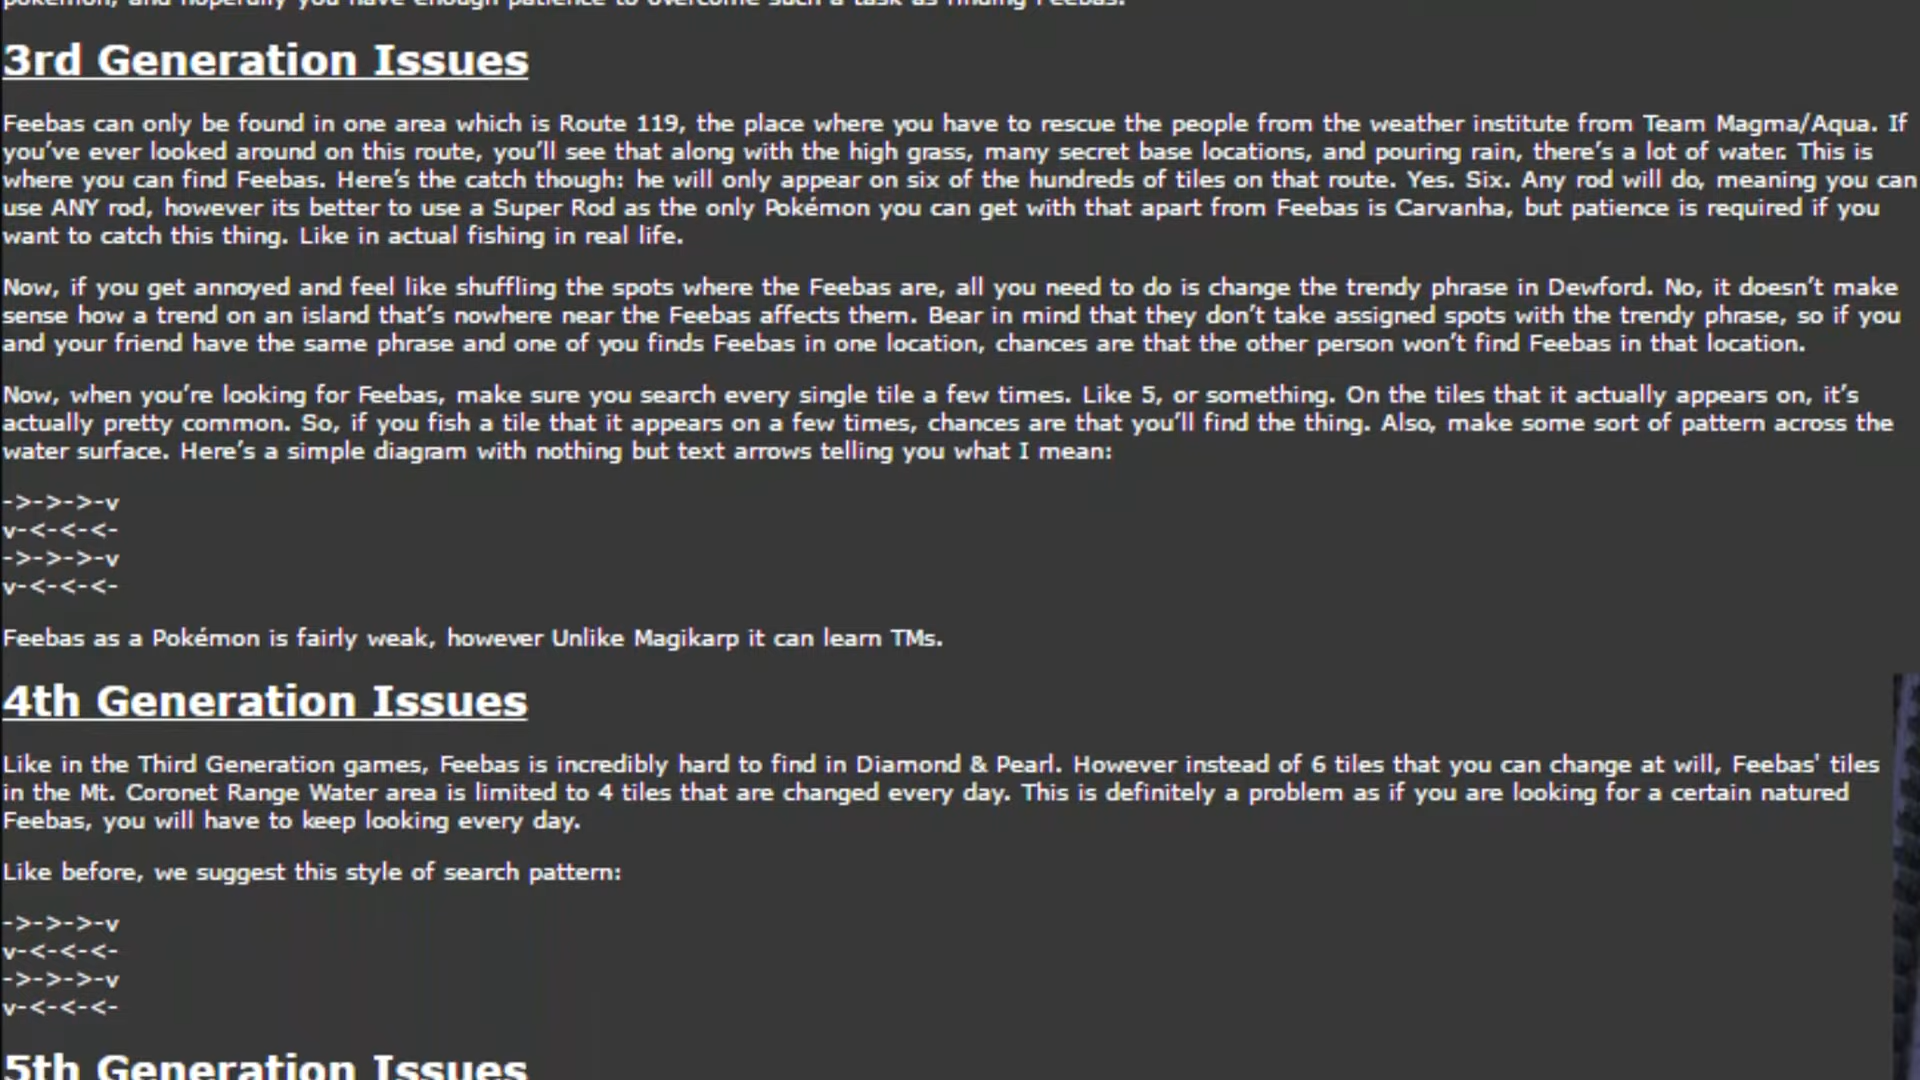 pokemon, and hopefully you have enough patience to overcome such a task as finding Feebas.
3rd Generation Issues
Feebas can only be found in one area which is Route 119, the place where you have to rescue the people from the weather institute from Team Magma/Aqua. If
you've ever looked around on this route, you'll see that along with the high grass, many secret base locations, and pouring rain, there's a lot of water. This is
where you can find Feebas. Here's the catch though: he will only appear on six of the hundreds of tiles on that route. Yes. Six. Any rod will do, meaning you can
use ANY rod, however its better to use a Super Rod as the only Pokémon you can get with that apart from Feebas is Carvanha, but patience is required if you
want to catch this thing. Like in actual fishing in real life.
Now, if you get annoyed and feel like shuffling the spots where the Feebas are, all you need to do is change the trendy phrase in Dewford. No, it doesn't make
sense how a trend on an island that's nowhere near the Feebas affects them. Bear in mind that they don't take assigned spots with the trendy phrase, so if you
and your friend have the same phrase and one of you finds Feebas in one location, chances are that the other person won't find Feebas in that location.
Now, when you're looking for Feebas, make sure you search every single tile a few times. Like 5, or something. On the tiles that it actually appears on, it's
actually pretty common. So, if you fish a tile that it appears on a few times, chances are that you'll find the thing. Also, make some sort of pattern across the
water surface. Here's a simple diagram with nothing but text arrows telling you what I mean:
->->->-v
v-<-<-<-
->->->-v
v-<-<-<-
Feebas as a Pokémon is fairly weak, however Unlike Magikarp it can learn TMs.
4th Generation Issues
Like in the Third Generation games, Feebas is incredibly hard to find in Diamond & Pearl. However instead of 6 tiles that you can change at will, Feebas' tiles
in the Mt. Coronet Range Water area is limited to 4 tiles that are changed every day. This is definitely a problem as if you are looking for a certain natured
Feebas, you will have to keep looking every day.
Like before, we suggest this style of search pattern:
->->->-v
v-<-<-<-
->->->-v
v-<-<-<-
5th Generation Issues